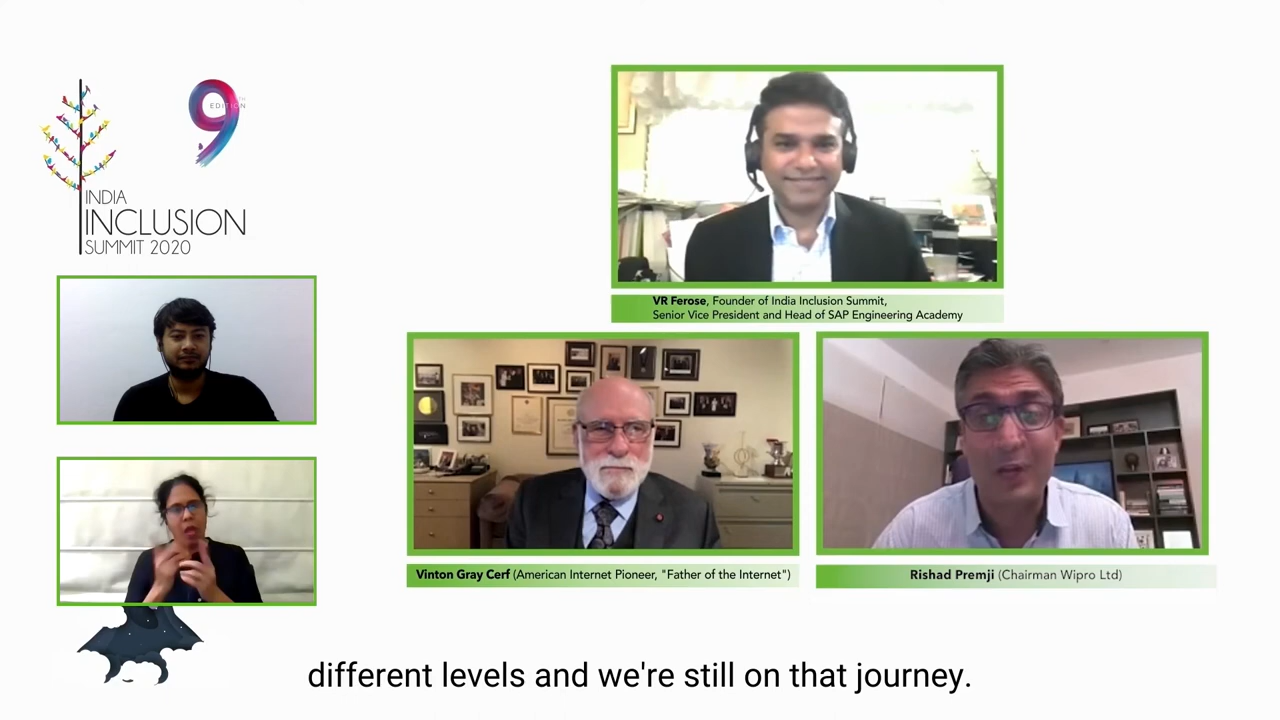 9
TH
EDITION
INDIA
INCLUSION
SUMMIT 2020
VR Ferose, Founder of India Inclusion Summit,
Senior Vice President and Head of SAP Engineering Academy
Vinton Gray Cerf (American Internet Pioneer, "Father of the Internet")
Rishad Premji (Chairman Wipro Ltd)
different levels and we're still on that journey.